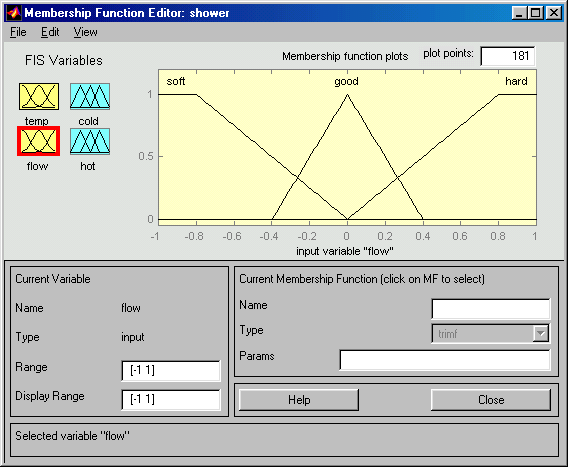 Membership Function Editor: shower
File Edit View
FIS Variables
Membership function plots plot points: 181
temp cold
flow hot
soft good hard
1
0.5
0
-1 -0.8 -0.6 -0.4 -0.2 0 0.2 0.4 0.6 0.8 1
input variable "flow"
Current Variable
Name flow
Type input
Range [-1 1]
Display Range [-1 1]
Current Membership Function (click on MF to select)
Name
Type trimf
Params
Help Close
Selected variable "flow"